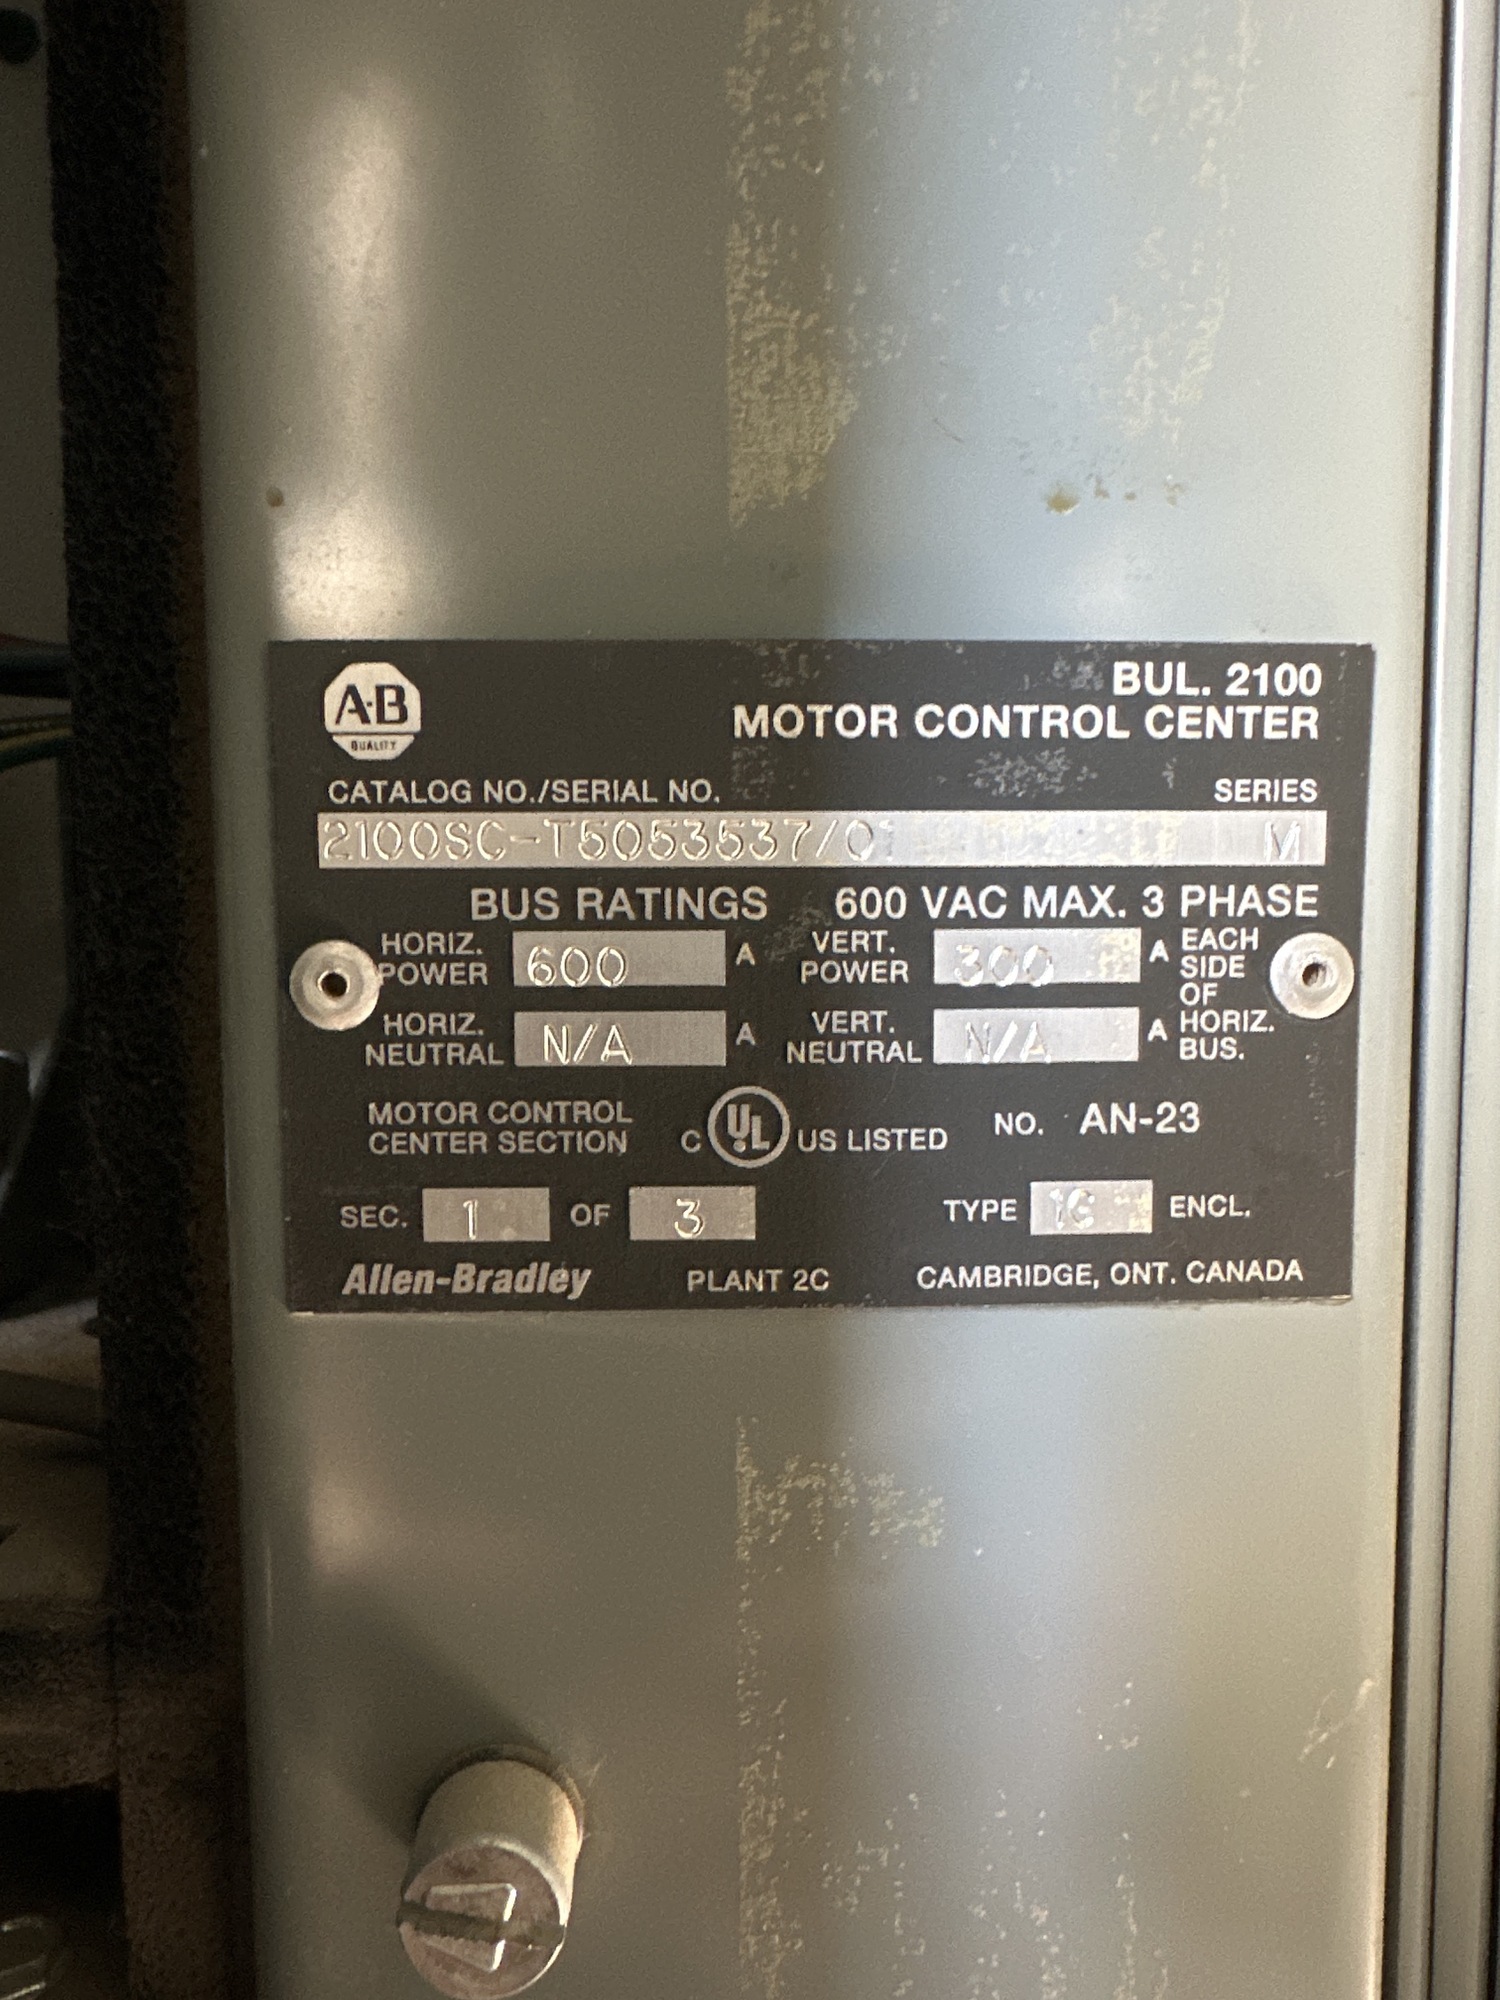 A·B
QUALITY
BUL. 2100
MOTOR CONTROL CENTER
CATALOG NO./SERIAL NO. SERIES
2100SC-T5053537/01 M
BUS RATINGS 600 VAC MAX. 3 PHASE
HORIZ. POWER 600 A VERT. POWER 300 A EACH SIDE OF HORIZ. BUS.
HORIZ. NEUTRAL N/A A VERT. NEUTRAL N/A A
MOTOR CONTROL
CENTER SECTION C UL US LISTED NO. AN-23
SEC. 1 OF 3 TYPE 1G ENCL.
Allen-Bradley PLANT 2C CAMBRIDGE, ONT. CANADA